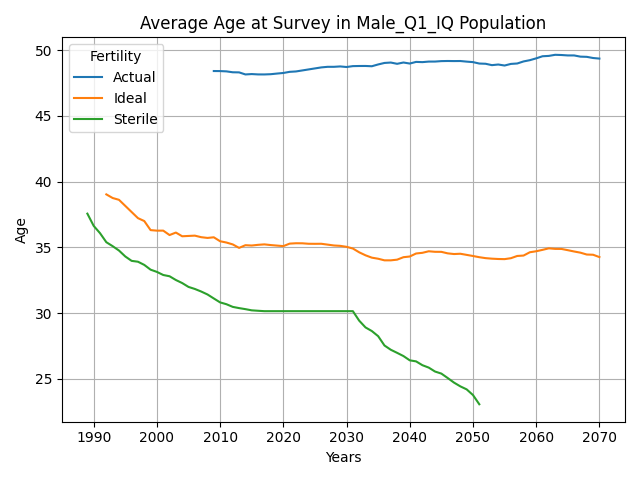 Average Age at Survey in Male_Q1_IQ Population
Fertility
Actual
Ideal
Sterile
50
45
40
35
30
25
Age
1990 2000 2010 2020 2030 2040 2050 2060 2070
Years